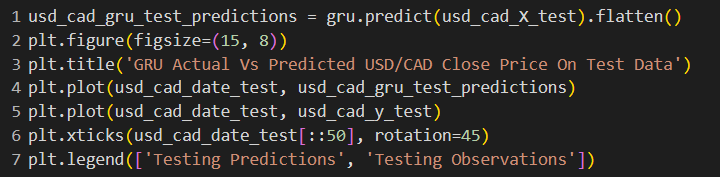 1 usd_cad_gru_test_predictions = gru.predict(usd_cad_X_test).flatten()
2 plt.figure(figsize=(15, 8))
3 plt.title('GRU Actual Vs Predicted USD/CAD Close Price On Test Data')
4 plt.plot(usd_cad_date_test, usd_cad_gru_test_predictions)
5 plt.plot(usd_cad_date_test, usd_cad_y_test)
6 plt.xticks(usd_cad_date_test[::50], rotation=45)
7 plt.legend(['Testing Predictions', 'Testing Observations'])